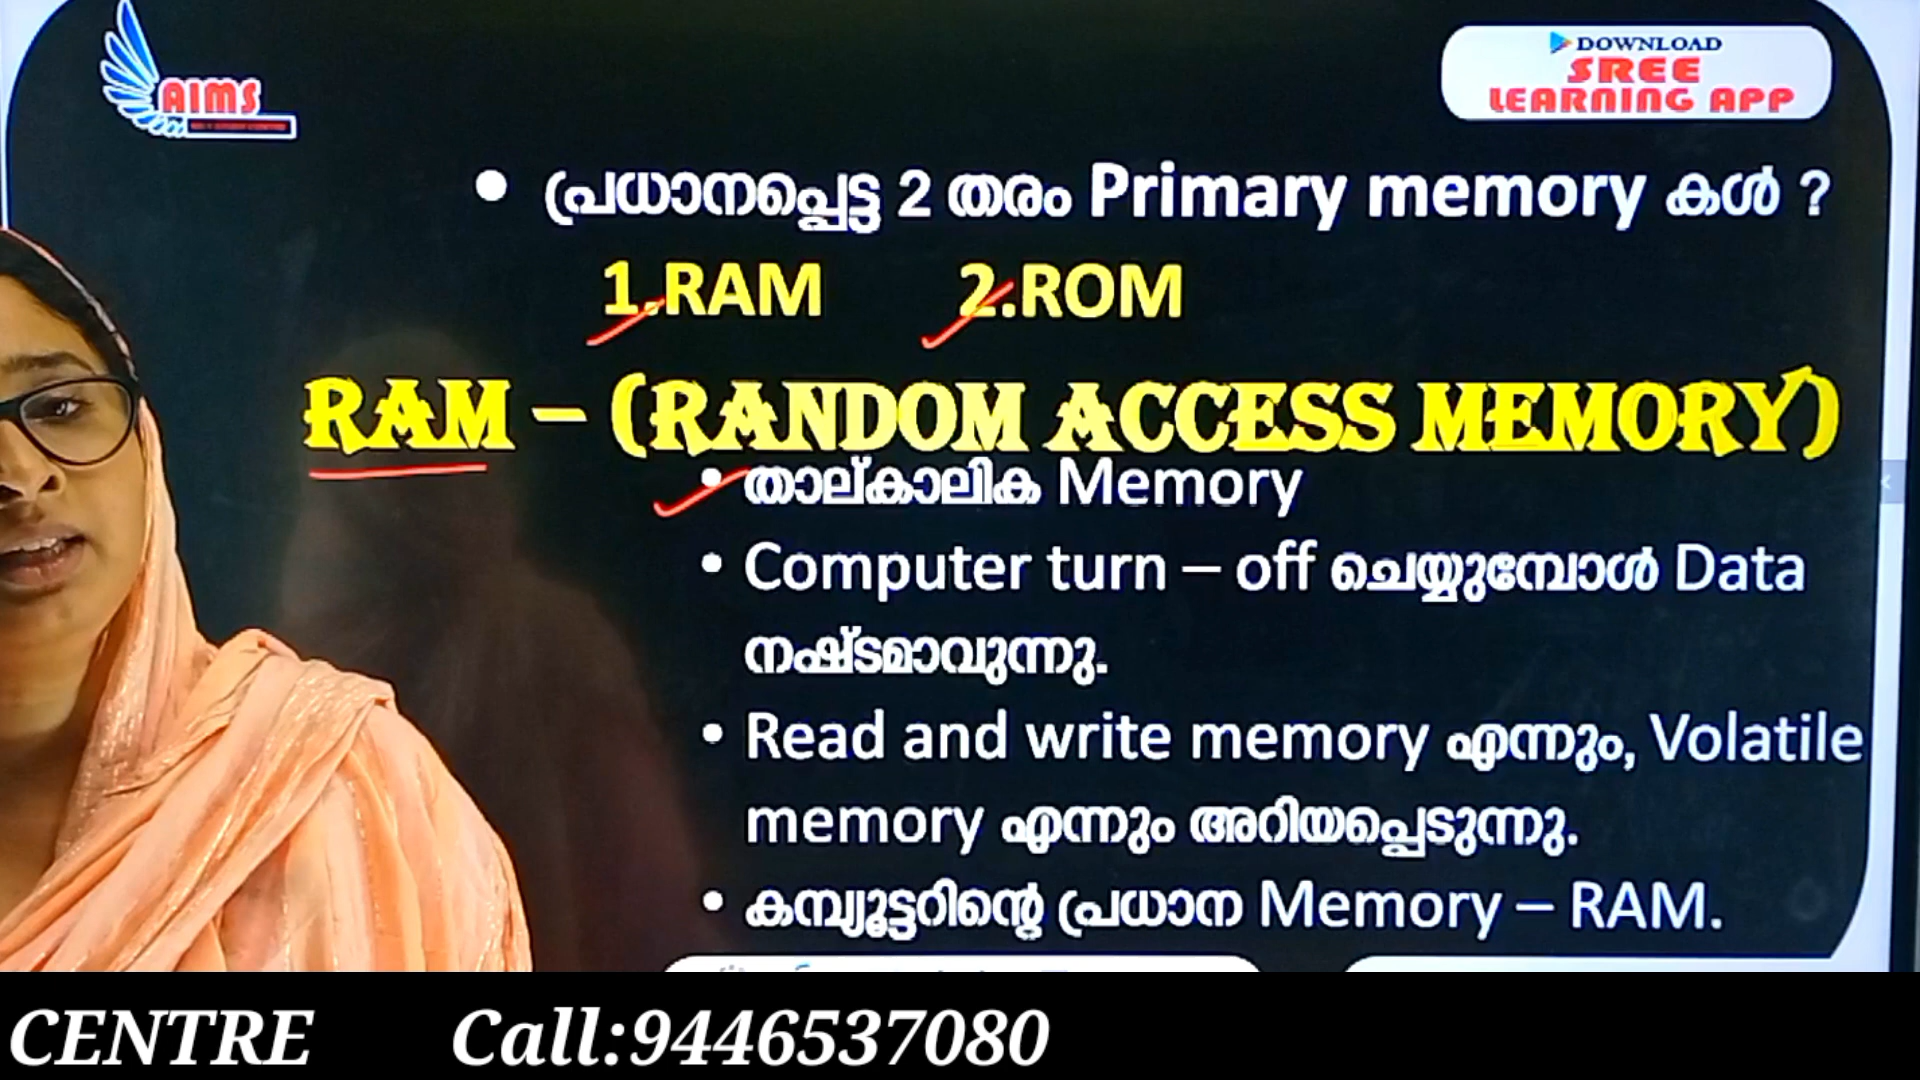 AIMS
DOWNLOAD
SREE
LEARNING APP
• പ്രധാനപ്പെട്ട 2 തരം Primary memory കൾ ?
1.RAM 2.ROM
RAM – (RANDOM ACCESS MEMORY)
• താല്കാലിക Memory
• Computer turn – off ചെയ്യുമ്പോൾ Data
നഷ്ടമാവുന്നു.
• Read and write memory എന്നും, Volatile
memory എന്നും അറിയപ്പെടുന്നു.
• കമ്പ്യൂട്ടറിന്റെ പ്രധാന Memory – RAM.
CENTRE Call:9446537080